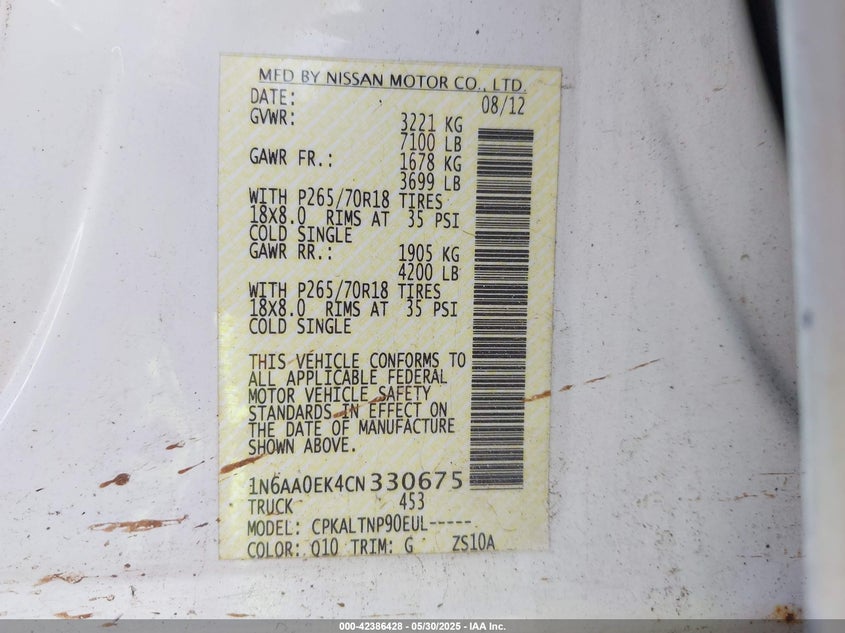 MFD BY NISSAN MOTOR CO., LTD.
DATE: 08/12
GVWR: 3221 KG
7100 LB
GAWR FR.: 1678 KG
3699 LB
WITH P265/70R18 TIRES
18X8.0 RIMS AT 35 PSI
COLD SINGLE
GAWR RR.: 1905 KG
4200 LB
WITH P265/70R18 TIRES
18X8.0 RIMS AT 35 PSI
COLD SINGLE
THIS VEHICLE CONFORMS TO
ALL APPLICABLE FEDERAL
MOTOR VEHICLE SAFETY
STANDARDS IN EFFECT ON
THE DATE OF MANUFACTURE
SHOWN ABOVE.
1N6AA0EK4CN330675
TRUCK 453
MODEL: CPKALTNP90EUL-----
COLOR: Q10 TRIM: G ZS10A
000-42386428 - 05/30/2025 - IAA Inc.